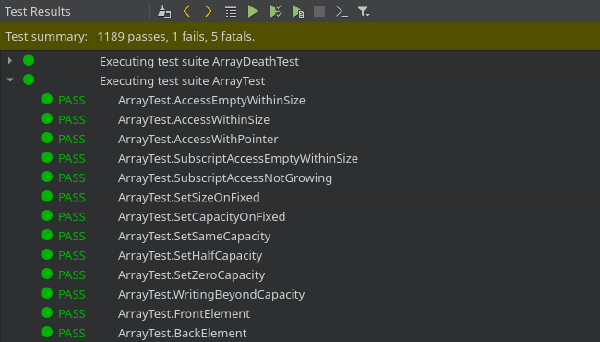 Test Results
Test summary: 1189 passes, 1 fails, 5 fatals.
Executing test suite ArrayDeathTest
Executing test suite ArrayTest
PASS ArrayTest.AccessEmptyWithinSize
PASS ArrayTest.AccessWithinSize
PASS ArrayTest.AccessWithPointer
PASS ArrayTest.SubscriptAccessEmptyWithinSize
PASS ArrayTest.SubscriptAccessNotGrowing
PASS ArrayTest.SetSizeOnFixed
PASS ArrayTest.SetCapacityOnFixed
PASS ArrayTest.SetSameCapacity
PASS ArrayTest.SetHalfCapacity
PASS ArrayTest.SetZeroCapacity
PASS ArrayTest.WritingBeyondCapacity
PASS ArrayTest.FrontElement
PASS ArrayTest.BackElement